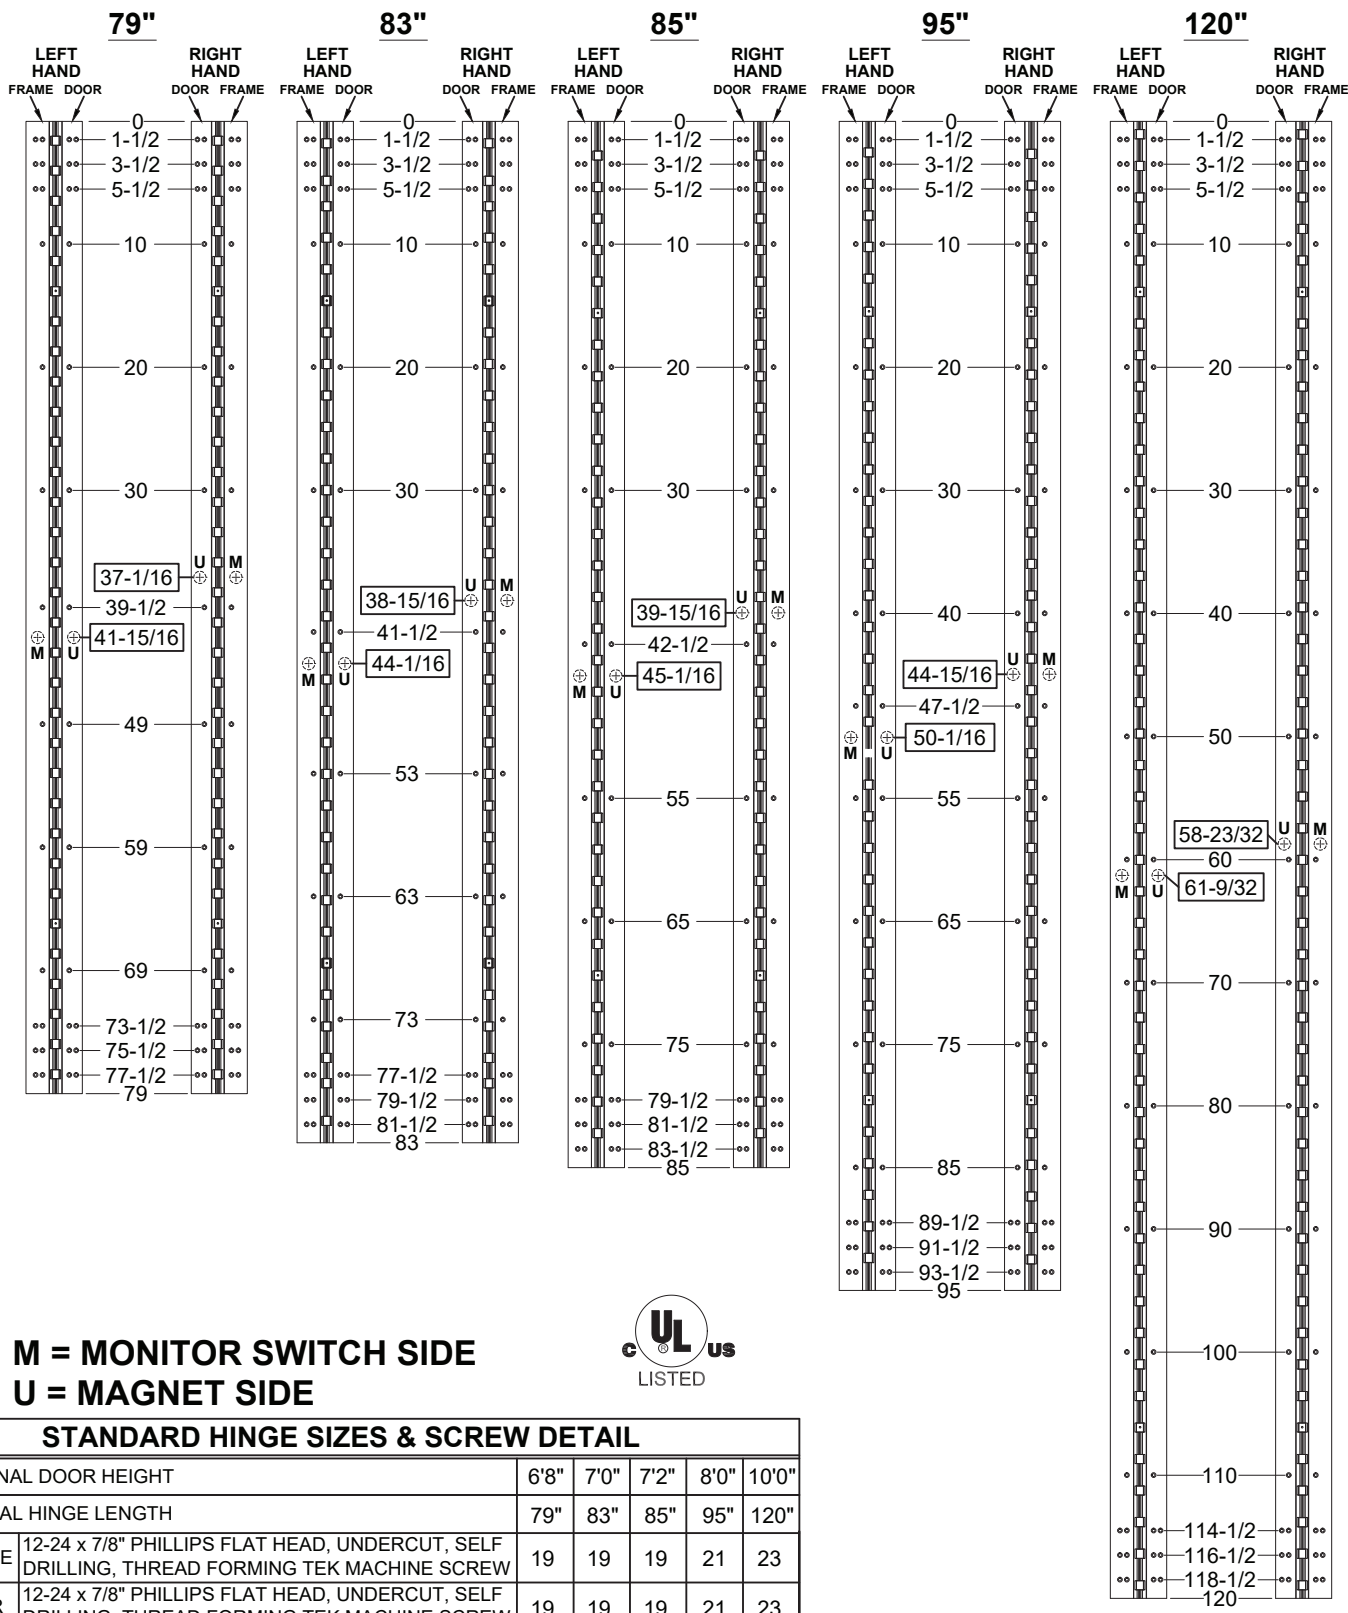 79"
LEFT HAND
RIGHT HAND
FRAME DOOR
DOOR FRAME
0
1-1/2
3-1/2
5-1/2
10
20
30
U M
37-1/16
39-1/2
41-15/16
M U
49
59
69
73-1/2
75-1/2
77-1/2
79
83"
LEFT HAND
RIGHT HAND
FRAME DOOR
DOOR FRAME
0
1-1/2
3-1/2
5-1/2
10
20
30
U M
38-15/16
41-1/2
44-1/16
M U
53
63
73
77-1/2
79-1/2
81-1/2
83
85"
LEFT HAND
RIGHT HAND
FRAME DOOR
DOOR FRAME
0
1-1/2
3-1/2
5-1/2
10
20
30
U M
39-15/16
42-1/2
45-1/16
M U
55
65
75
79-1/2
81-1/2
83-1/2
85
95"
LEFT HAND
RIGHT HAND
FRAME DOOR
DOOR FRAME
0
1-1/2
3-1/2
5-1/2
10
20
30
40
U M
44-15/16
47-1/2
50-1/16
M U
55
65
75
85
89-1/2
91-1/2
93-1/2
95
120"
LEFT HAND
RIGHT HAND
FRAME DOOR
DOOR FRAME
0
1-1/2
3-1/2
5-1/2
10
20
30
40
50
U M
58-23/32
60
61-9/32
M U
70
80
90
100
110
114-1/2
116-1/2
118-1/2
120
M = MONITOR SWITCH SIDE
U = MAGNET SIDE
C UL ® US
LISTED
STANDARD HINGE SIZES & SCREW DETAIL
NAL DOOR HEIGHT 6'8" 7'0" 7'2" 8'0" 10'0"
AL HINGE LENGTH 79" 83" 85" 95" 120"
E 12-24 x 7/8" PHILLIPS FLAT HEAD, UNDERCUT, SELF
DRILLING, THREAD FORMING TEK MACHINE SCREW 19 19 19 21 23
R 12-24 x 7/8" PHILLIPS FLAT HEAD, UNDERCUT, SELF
DRILLING, THREAD FORMING TEK MACHINE SCREW 19 19 19 21 23